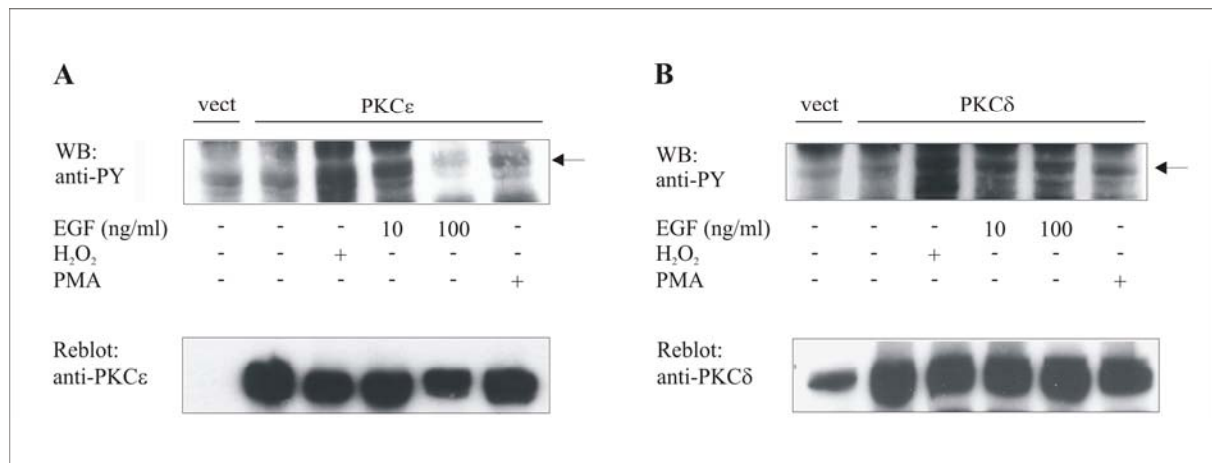 A
vect PKCε
WB:
anti-PY
EGF (ng/ml) - - - 10 100 -
H₂O₂ - - + - - -
PMA - - - - - +
Reblot:
anti-PKCε
B
vect PKCδ
WB:
anti-PY
EGF (ng/ml) - - - 10 100 -
H₂O₂ - - + - - -
PMA - - - - - +
Reblot:
anti-PKCδ